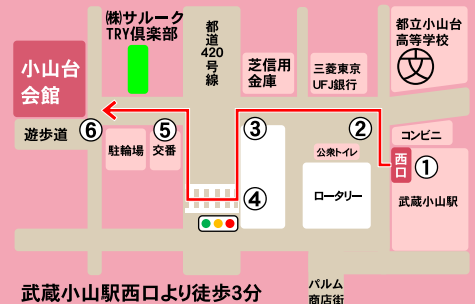 ㈱サルーク
TRY倶楽部
都道420号線
都立小山台
高等学校
文
小山台
会館
芝信用
金庫
三菱東京
UFJ銀行
遊歩道
⑥
駐輪場
⑤
交番
③
②
公衆トイレ
コンビニ
西口
①
武蔵小山駅
④
ロータリー
武蔵小山駅西口より徒歩3分
パルム
商店街